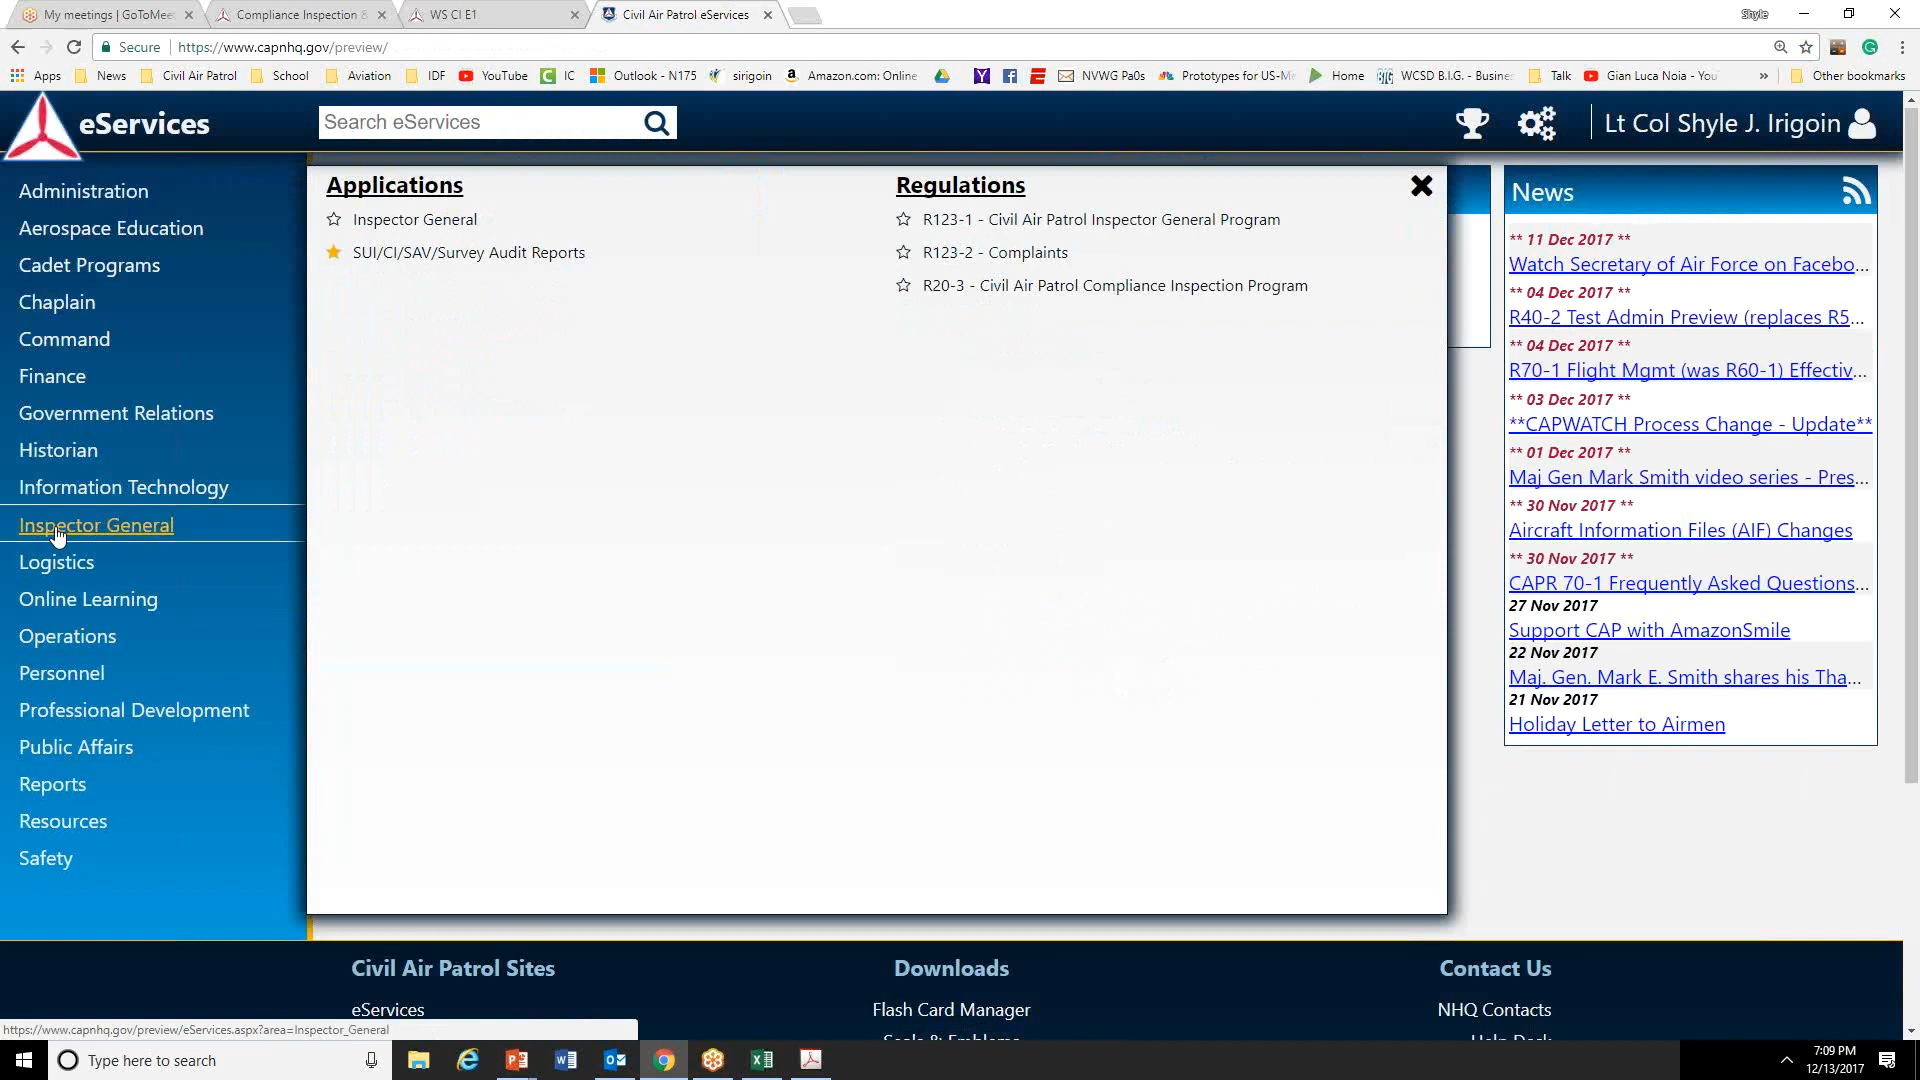 My meetings | GoToMee
Compliance Inspection &
WS CI E1
Civil Air Patrol eServices
Shyle
Secure
https://www.capnhq.gov/preview/
Apps
News
Civil Air Patrol
School
Aviation
IDF
YouTube
IC
Outlook - N175
sirigoin
Amazon.com: Online
NVWG Pa0s
Prototypes for US-Me
Home
WCSD B.I.G. - Busine
Talk
Gian Luca Noia - You
»
Other bookmarks
eServices
Search eServices
Lt Col Shyle J. Irigoin
Administration
Aerospace Education
Cadet Programs
Chaplain
Command
Finance
Government Relations
Historian
Information Technology
Inspector General
Logistics
Online Learning
Operations
Personnel
Professional Development
Public Affairs
Reports
Resources
Safety
Applications
Inspector General
SUI/CI/SAV/Survey Audit Reports
Regulations
R123-1 - Civil Air Patrol Inspector General Program
R123-2 - Complaints
R20-3 - Civil Air Patrol Compliance Inspection Program
News
** 11 Dec 2017 **
Watch Secretary of Air Force on Facebo...
** 04 Dec 2017 **
R40-2 Test Admin Preview (replaces R5...
** 04 Dec 2017 **
R70-1 Flight Mgmt (was R60-1) Effectiv...
** 03 Dec 2017 **
**CAPWATCH Process Change - Update**
** 01 Dec 2017 **
Maj Gen Mark Smith video series - Pres...
** 30 Nov 2017 **
Aircraft Information Files (AIF) Changes
** 30 Nov 2017 **
CAPR 70-1 Frequently Asked Questions...
27 Nov 2017
Support CAP with AmazonSmile
22 Nov 2017
Maj. Gen. Mark E. Smith shares his Tha...
21 Nov 2017
Holiday Letter to Airmen
Civil Air Patrol Sites
eServices
Downloads
Flash Card Manager
Seals & Emblems
Contact Us
NHQ Contacts
Help Desk
https://www.capnhq.gov/preview/eServices.aspx?area=Inspector_General
Type here to search
7:09 PM
12/13/2017